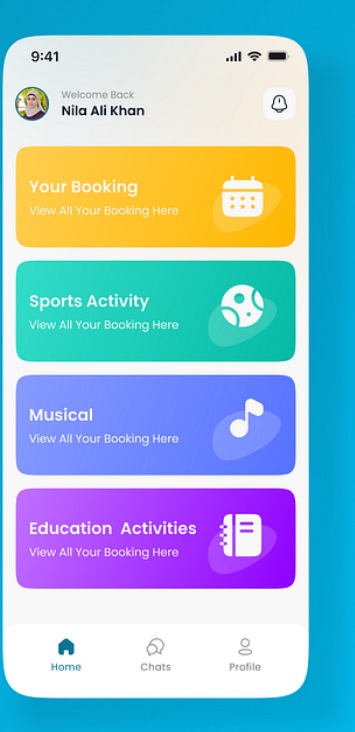 9:41
Welcome Back
Nila Ali Khan
Your Booking
View All Your Booking Here
Sports Activity
View All Your Booking Here
Musical
View All Your Booking Here
Education Activities
View All Your Booking Here
Home
Chats
Profile